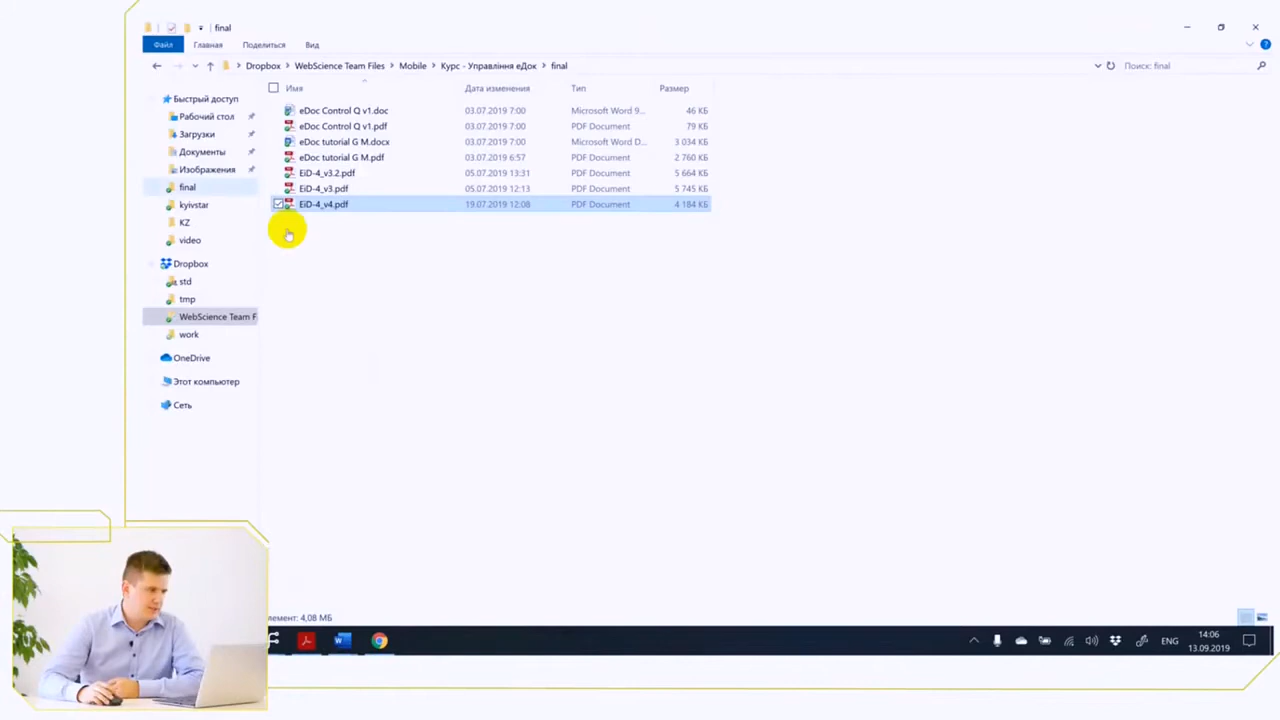 final
Файл Главная Поделиться Вид
Dropbox WebScience Team Files Mobile Курс - Управління еДок final
Поиск: final
Имя Дата изменения Тип Размер
eDoc Control Q v1.doc 03.07.2019 7:00 Microsoft Word 9... 46 КБ
eDoc Control Q v1.pdf 03.07.2019 7:00 PDF Document 79 КБ
eDoc tutorial G M.docx 03.07.2019 7:00 Microsoft Word D... 3 034 КБ
eDoc tutorial G M.pdf 03.07.2019 6:57 PDF Document 2 760 КБ
EiD-4_v3.2.pdf 05.07.2019 13:31 PDF Document 5 664 КБ
EiD-4_v3.pdf 05.07.2019 12:13 PDF Document 5 745 КБ
EiD-4_v4.pdf 19.07.2019 12:08 PDF Document 4 184 КБ
Быстрый доступ
Рабочий стол
Загрузки
Документы
Изображения
final
kyivstar
KZ
video
Dropbox
std
tmp
WebScience Team F
work
OneDrive
Этот компьютер
Сеть
лемент: 4,08 МБ
ENG
14:06
13.09.2019